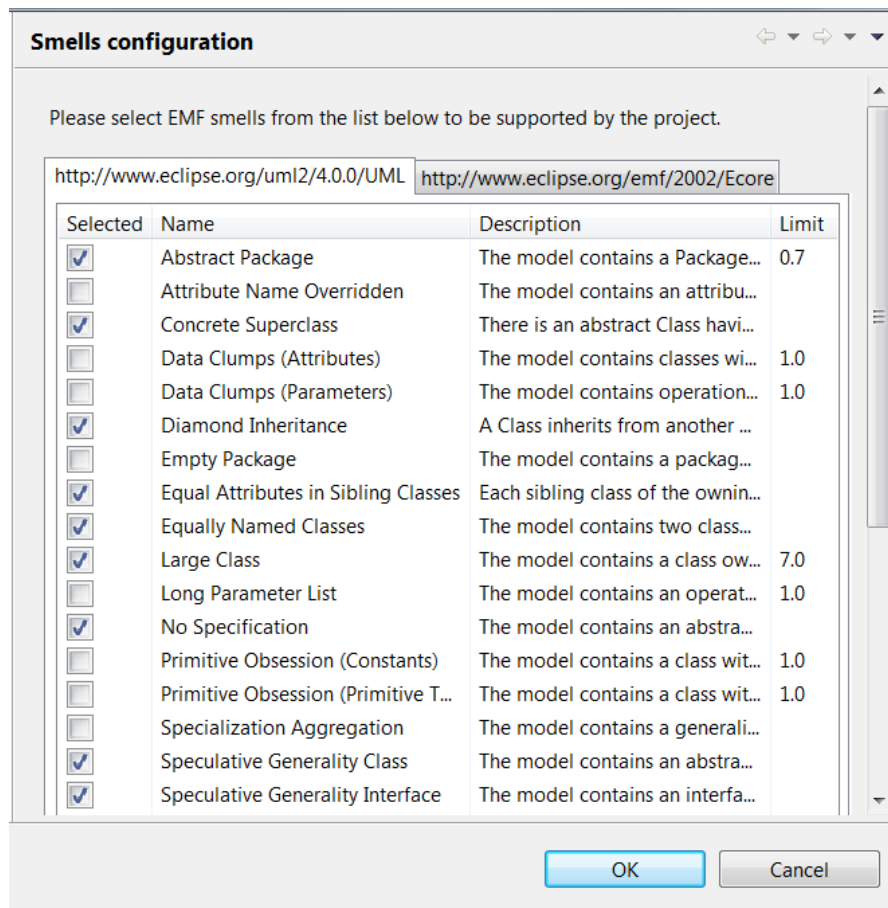 Smells configuration
Please select EMF smells from the list below to be supported by the project.
http://www.eclipse.org/uml2/4.0.0/UML http://www.eclipse.org/emf/2002/Ecore
Selected Name Description Limit
Abstract Package The model contains a Package... 0.7
Attribute Name Overridden The model contains an attribu...
Concrete Superclass There is an abstract Class havi...
Data Clumps (Attributes) The model contains classes wi... 1.0
Data Clumps (Parameters) The model contains operation... 1.0
Diamond Inheritance A Class inherits from another ...
Empty Package The model contains a packag...
Equal Attributes in Sibling Classes Each sibling class of the ownin...
Equally Named Classes The model contains two class...
Large Class The model contains a class ow... 7.0
Long Parameter List The model contains an operat... 1.0
No Specification The model contains an abstra...
Primitive Obsession (Constants) The model contains a class wit... 1.0
Primitive Obsession (Primitive T... The model contains a class wit... 1.0
Specialization Aggregation The model contains a generali...
Speculative Generality Class The model contains an abstra...
Speculative Generality Interface The model contains an interfa...
OK Cancel